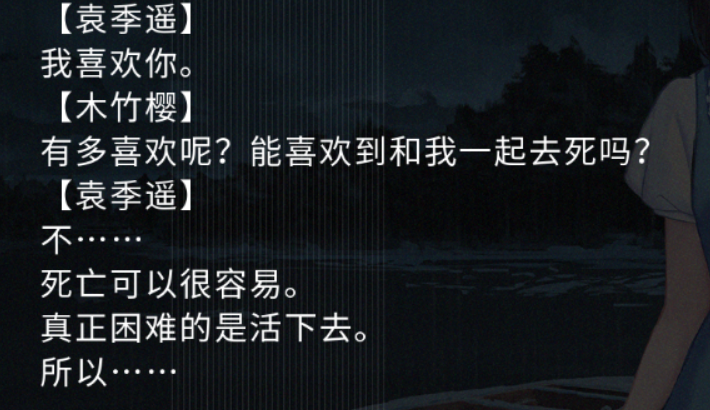 【袁季遥】
我喜欢你。
【木竹樱】
有多喜欢呢？能喜欢到和我一起去死吗？
【袁季遥】
不……
死亡可以很容易。
真正困难的是活下去。
所以……